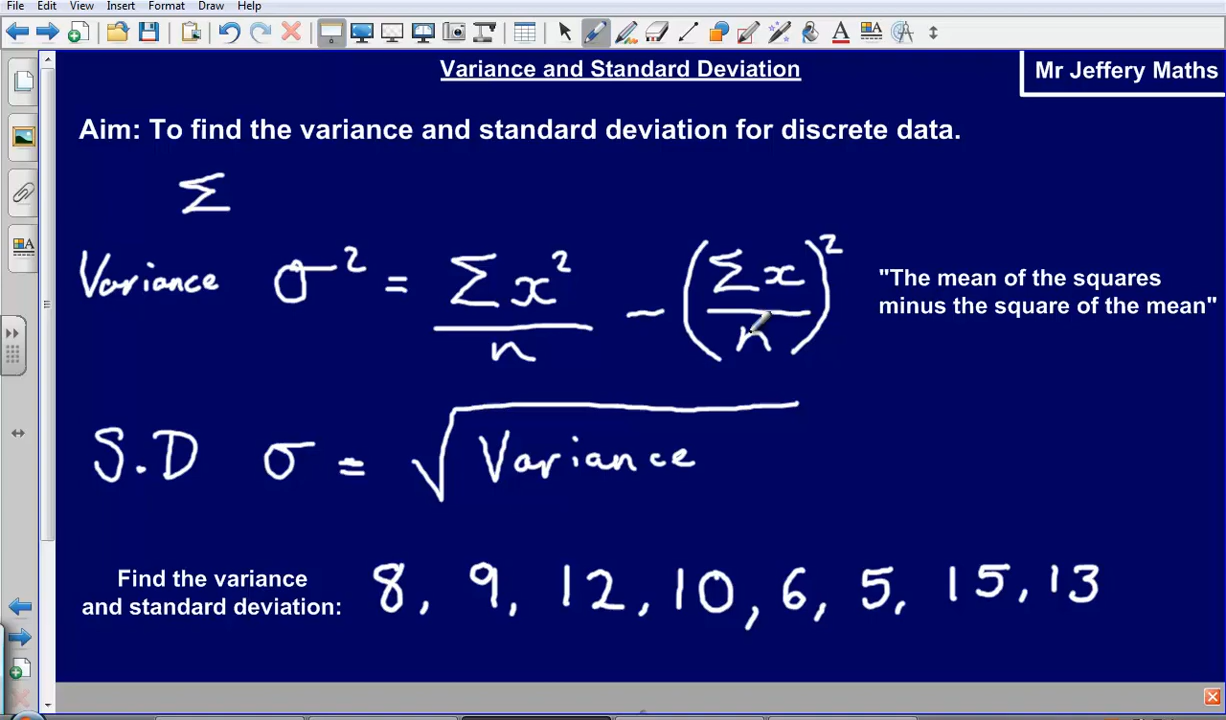 File Edit View Insert Format Draw Help
Variance and Standard Deviation
Mr Jeffery Maths
Aim: To find the variance and standard deviation for discrete data.
Σ
Variance σ² = Σx²/n − (Σx/n)²
"The mean of the squares
minus the square of the mean"
S.D σ = √Variance
Find the variance
and standard deviation:
8, 9, 12, 10, 6, 5, 15, 13